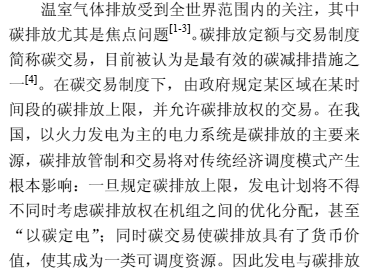 温室气体排放受到全世界范围内的关注，其中
碳排放尤其是焦点问题[1-3]。碳排放定额与交易制度
简称碳交易，目前被认为是最有效的碳减排措施之
一[4]。在碳交易制度下，由政府规定某区域在某时
间段的碳排放上限，并允许碳排放权的交易。在我
国，以火力发电为主的电力系统是碳排放的主要来
源，碳排放管制和交易将对传统经济调度模式产生
根本影响：一旦规定碳排放上限，发电计划将不得
不同时考虑碳排放权在机组之间的优化分配，甚至
“以碳定电”；同时碳交易使碳排放具有了货币价
值，使其成为一类可调度资源。因此发电与碳排放